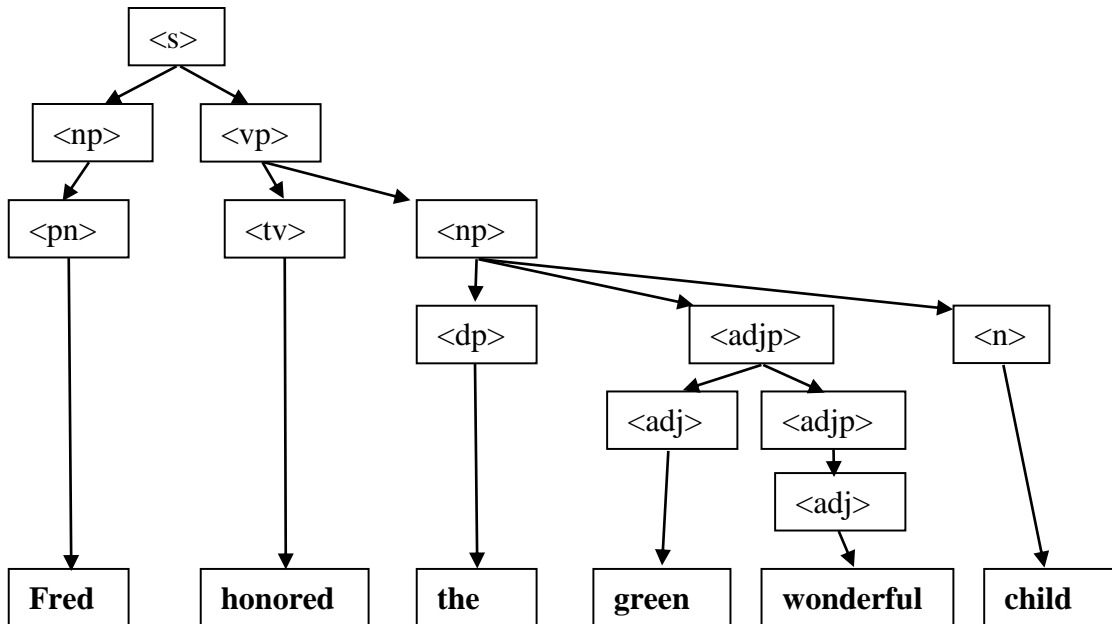 <s>
<np> <vp>
<pn> <tv> <np>
<dp> <adjp> <n>
<adj> <adjp>
<adj>
Fred honored the green wonderful child